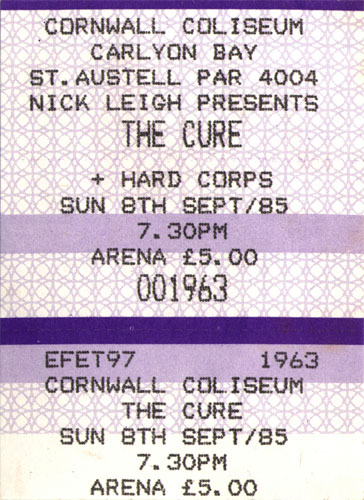 CORNWALL COLISEUM
CARLYON BAY
ST.AUSTELL PAR 4004
NICK LEIGH PRESENTS
THE CURE
+ HARD CORPS
SUN 8TH SEPT/85
7.30PM
ARENA £5.00
001963
EFET97 1963
CORNWALL COLISEUM
THE CURE
SUN 8TH SEPT/85
7.30PM
ARENA £5.00